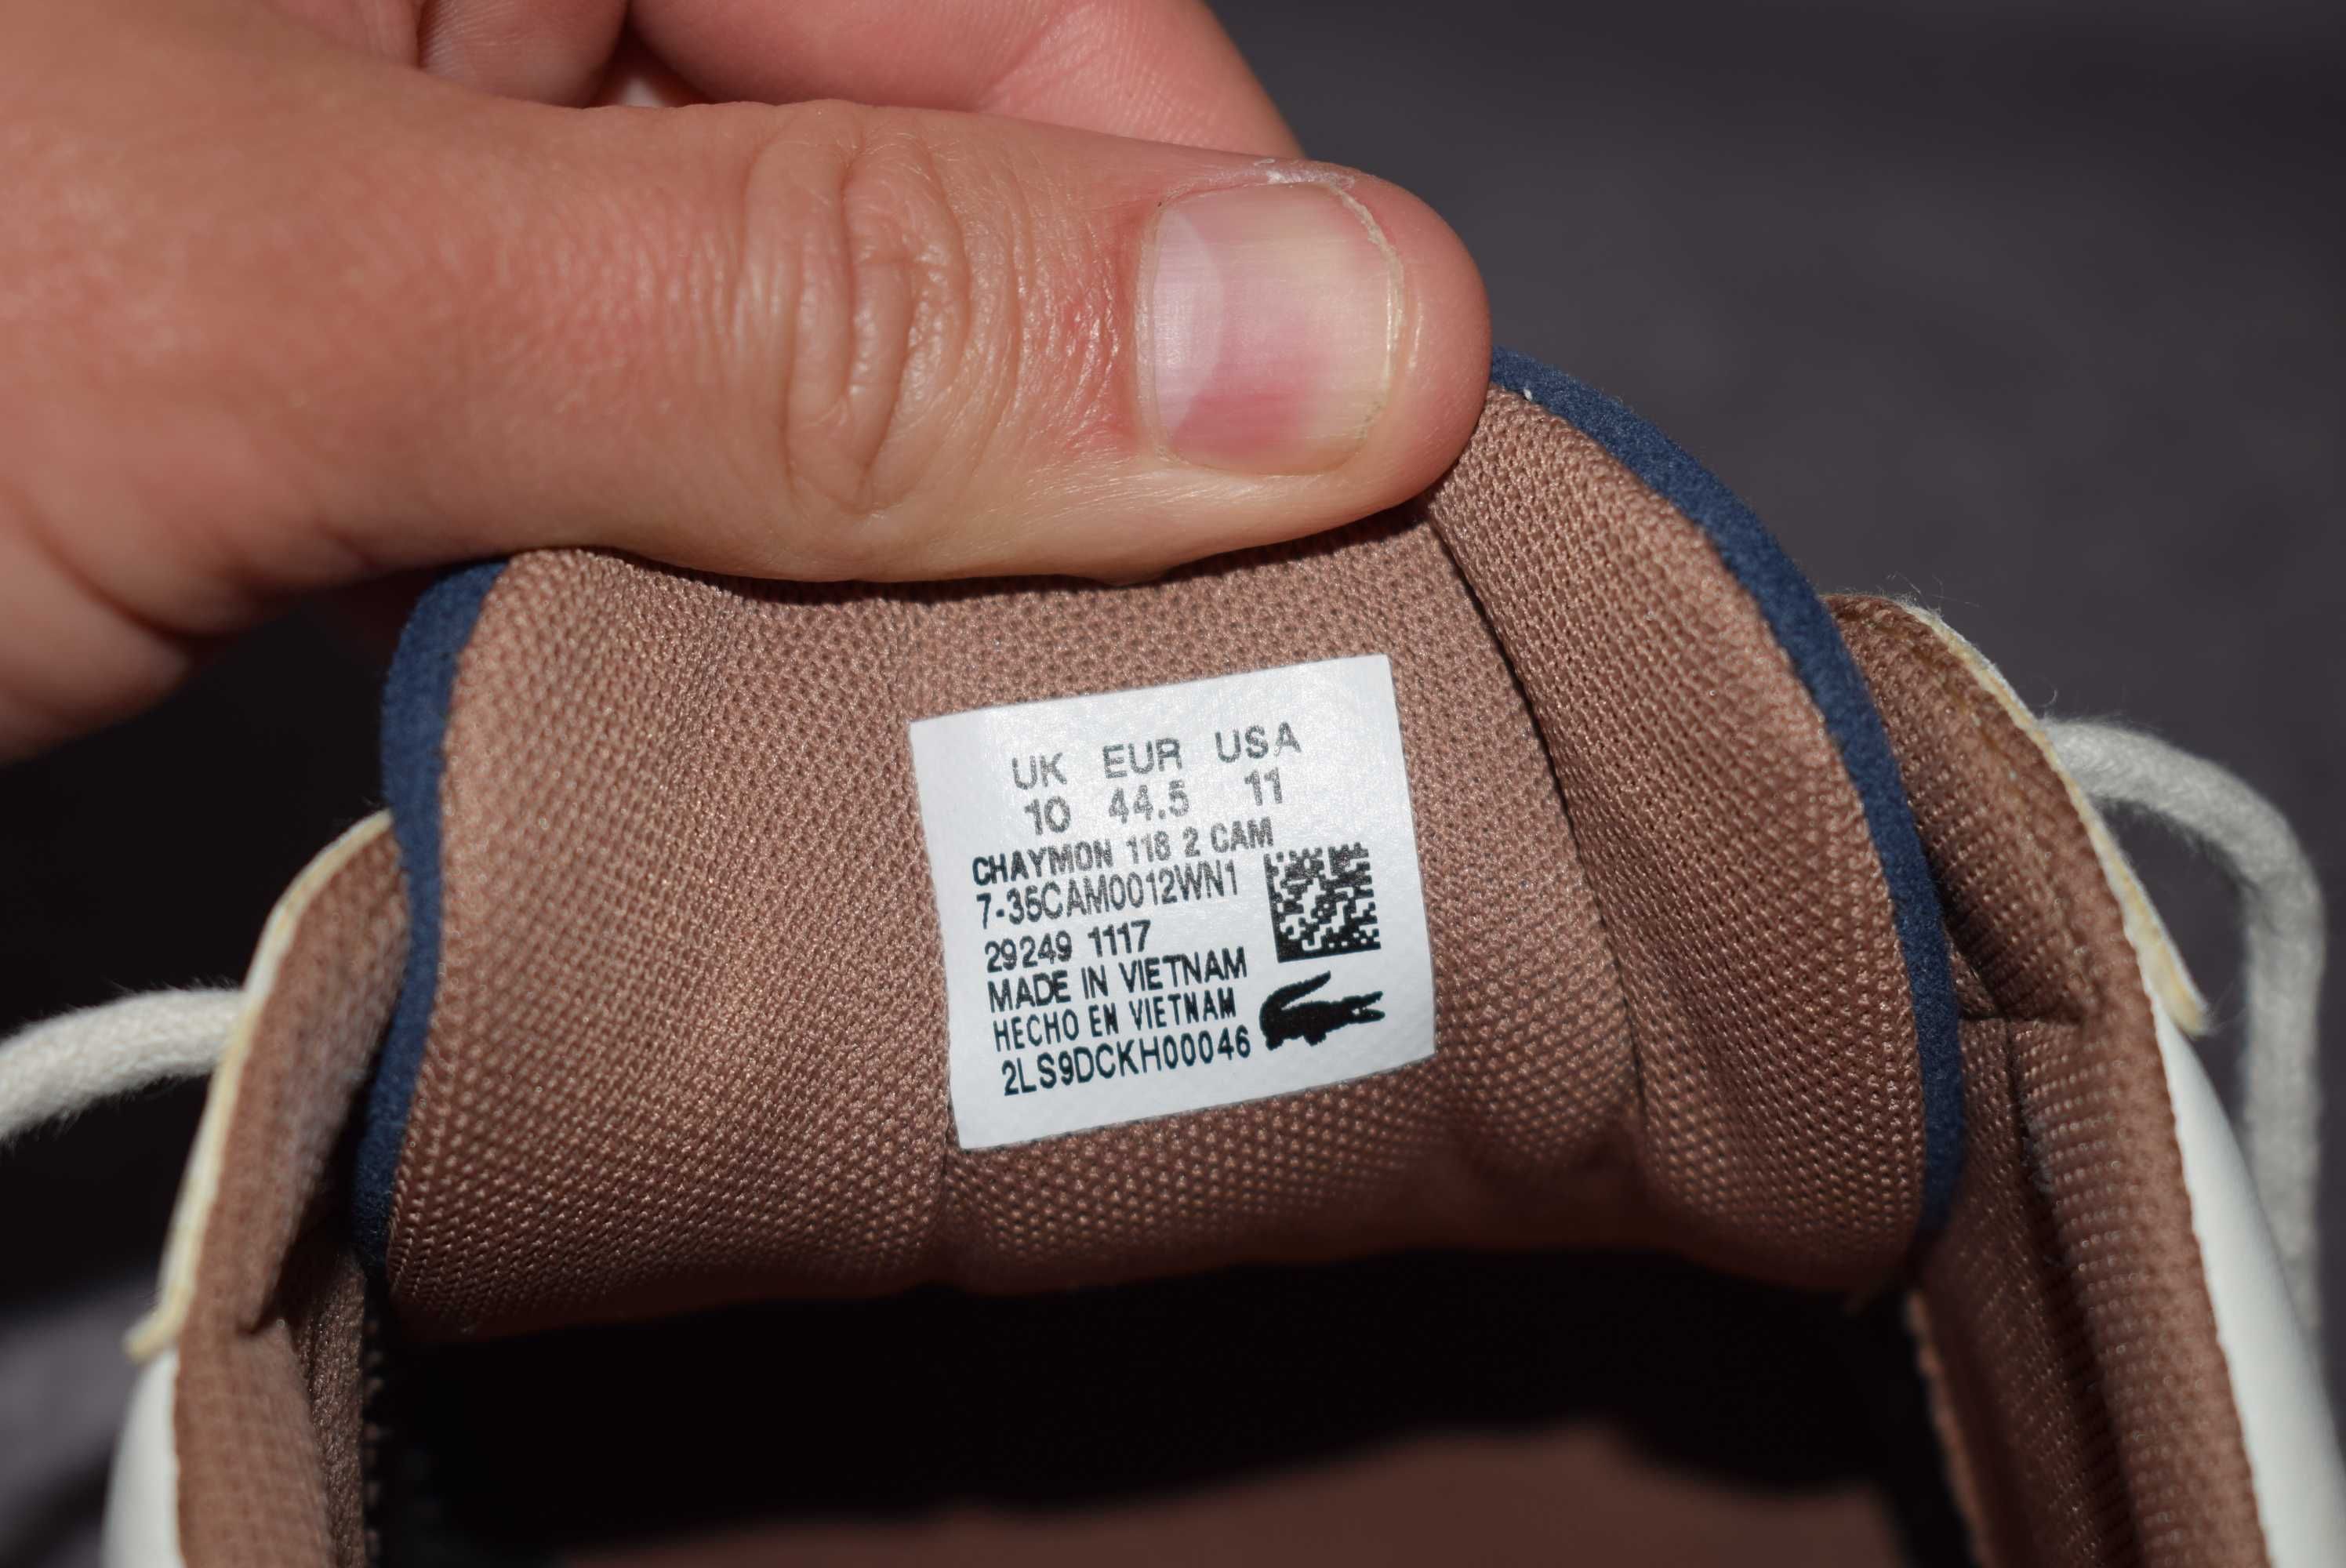 UK EUR USA
10 44.5 11
CHAYMON 118 2 CAM
7-35CAM0012WN1
29249 1117
MADE IN VIETNAM
HECHO EN VIETNAM
2LS9DCKH00046